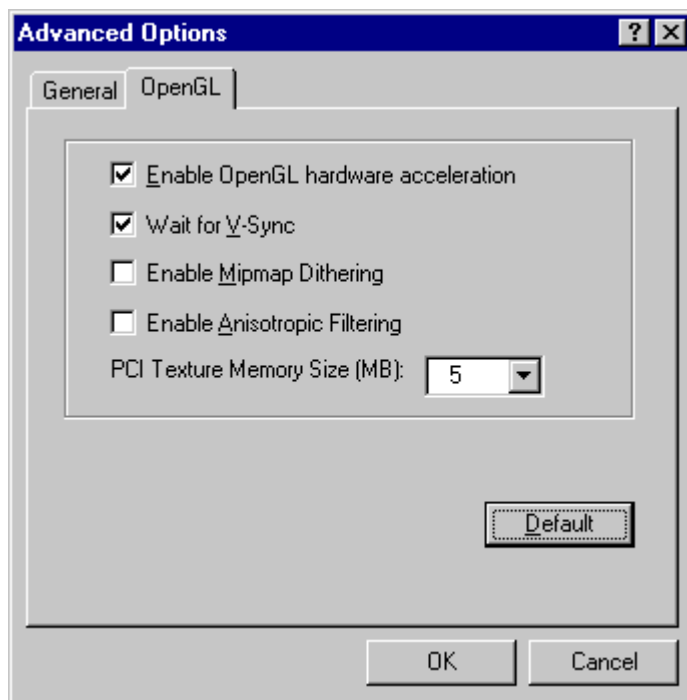 Advanced Options
General OpenGL
Enable OpenGL hardware acceleration
Wait for V-Sync
Enable Mipmap Dithering
Enable Anisotropic Filtering
PCI Texture Memory Size (MB): 5
Default
OK Cancel